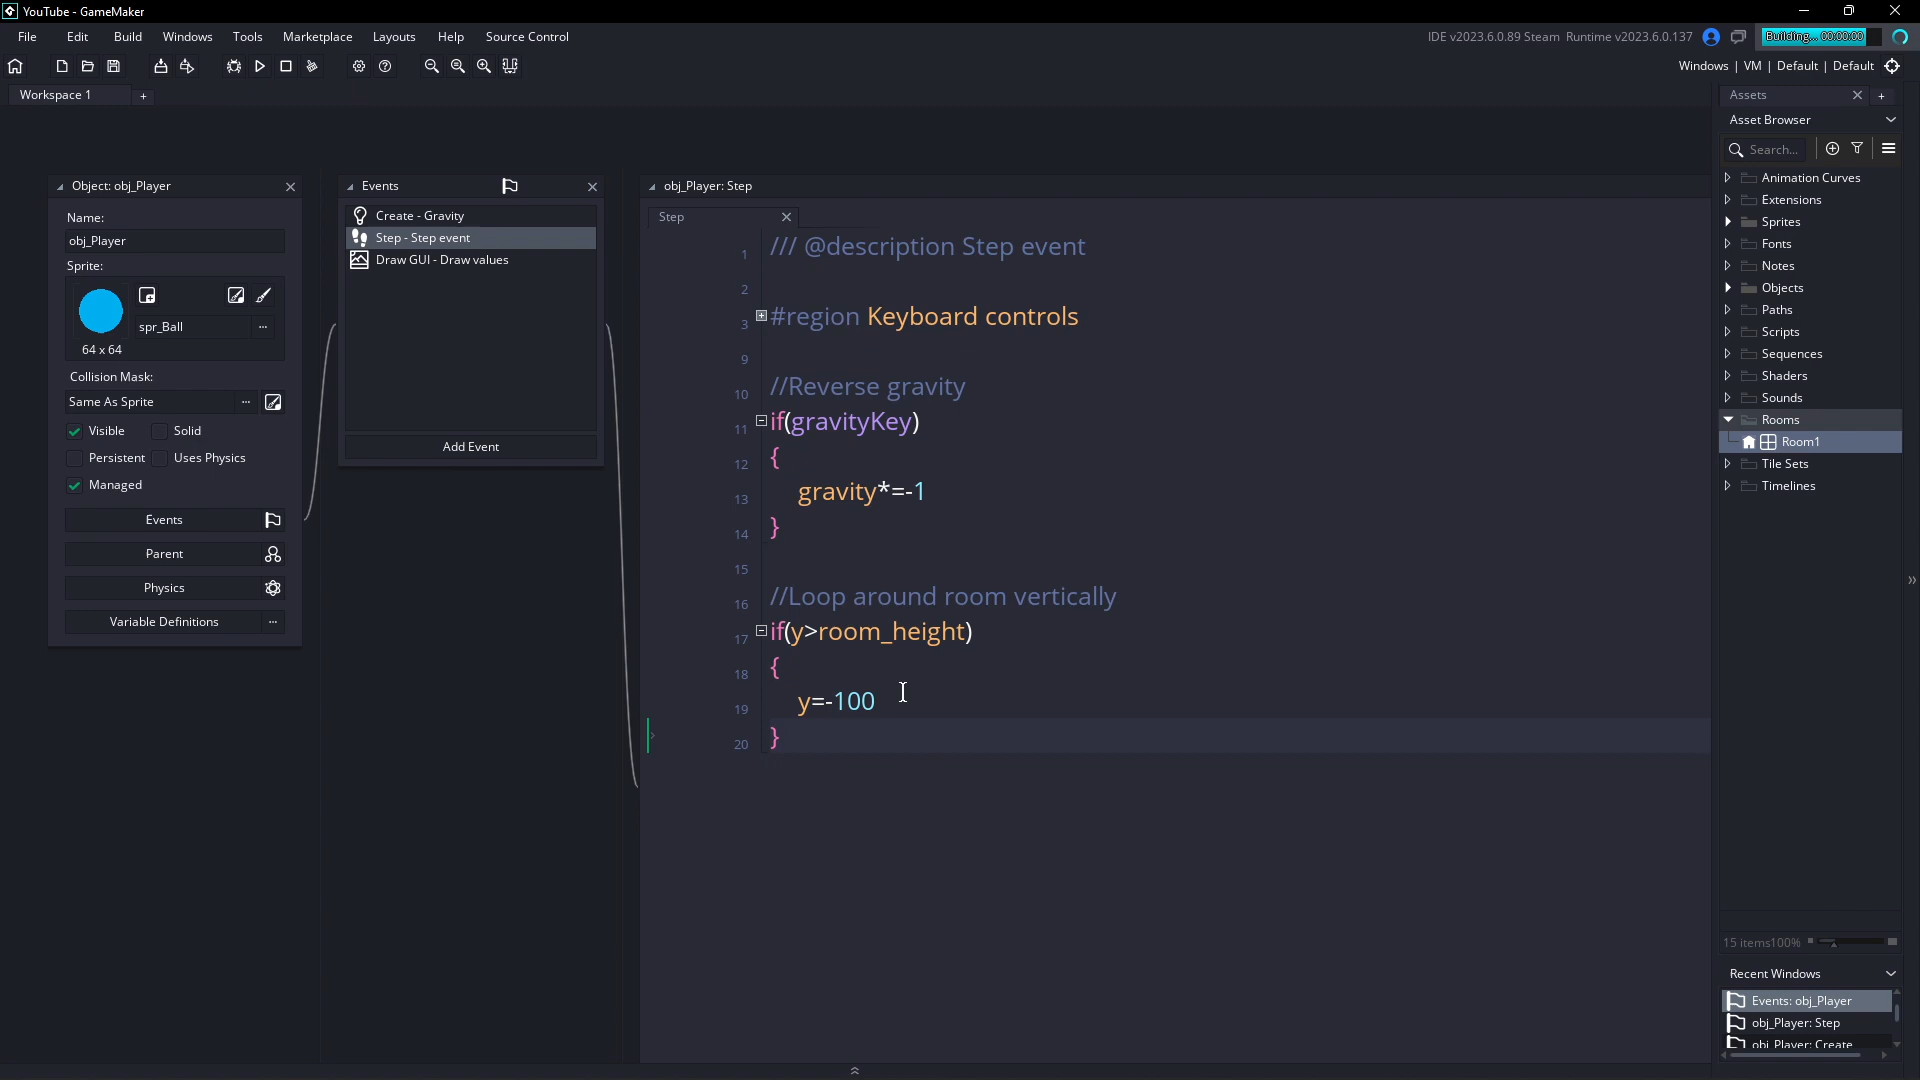 YouTube - GameMaker
File Edit Build Windows Tools Marketplace Layouts Help Source Control
IDE v2023.6.0.89 Steam Runtime v2023.6.0.137
Building... 00:00:00
Windows | VM | Default | Default
Workspace 1
+
Assets
+
Asset Browser
Search...
Animation Curves
Extensions
Sprites
Fonts
Notes
Objects
Paths
Scripts
Sequences
Shaders
Sounds
Rooms
Room1
Tile Sets
Timelines
15 items 100%
Recent Windows
Events: obj_Player
obj_Player: Step
obj_Player: Create
Object: obj_Player
Name:
obj_Player
Sprite:
spr_Ball
64 x 64
Collision Mask:
Same As Sprite
Visible Solid
Persistent Uses Physics
Managed
Events
Parent
Physics
Variable Definitions
Events
Create - Gravity
Step - Step event
Draw GUI - Draw values
Add Event
obj_Player: Step
Step
1 /// @description Step event
2
3 #region Keyboard controls
9
10 //Reverse gravity
11 if(gravityKey)
12 {
13 gravity*=-1
14 }
15
16 //Loop around room vertically
17 if(y>room_height)
18 {
19 y=-100
20 }